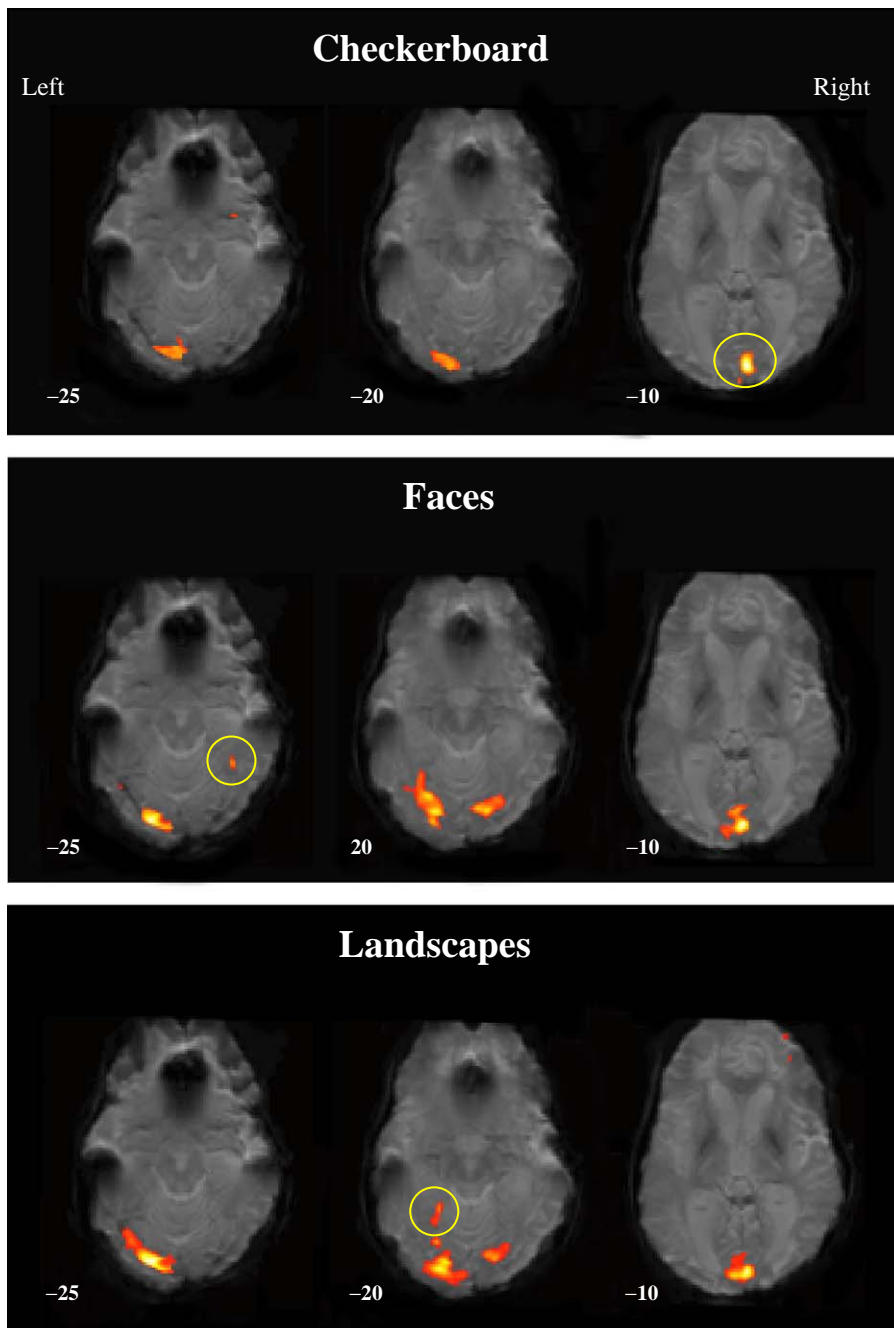 Checkerboard
Left Right
–25 –20 –10
Faces
–25 20 –10
Landscapes
–25 –20 –10